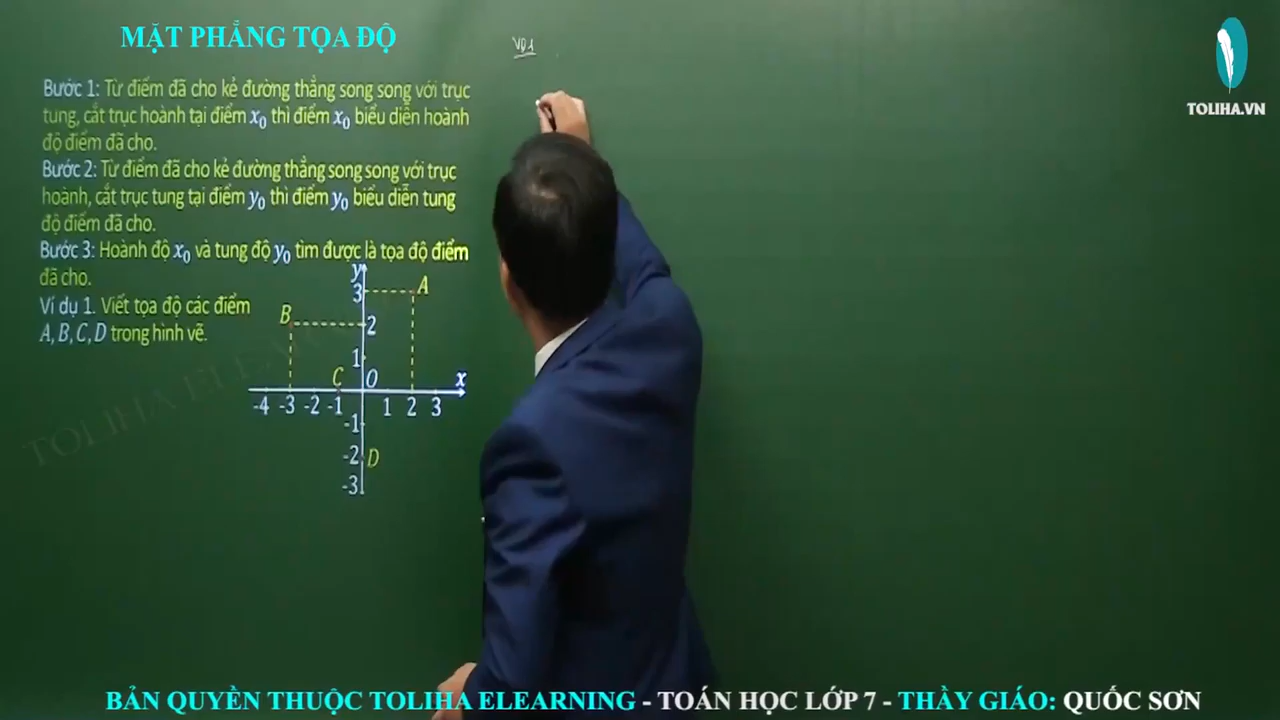 MẶT PHẲNG TỌA ĐỘ
VD1
TOLIHA.VN
Bước 1: Từ điểm đã cho kẻ đường thẳng song song với trục
tung, cắt trục hoành tại điểm x₀ thì điểm x₀ biểu diễn hoành
độ điểm đã cho.
Bước 2: Từ điểm đã cho kẻ đường thẳng song song với trục
hoành, cắt trục tung tại điểm y₀ thì điểm y₀ biểu diễn tung
độ điểm đã cho.
Bước 3: Hoành độ x₀ và tung độ y₀ tìm được là tọa độ điểm
đã cho.
Ví dụ 1. Viết tọa độ các điểm
A, B, C, D trong hình vẽ.
y
3 A
B 2
1
C O x
-4 -3 -2 -1 1 2 3
-1
-2 D
-3
TOLIHA ELEARN
BẢN QUYỀN THUỘC TOLIHA ELEARNING - TOÁN HỌC LỚP 7 - THẦY GIÁO: QUỐC SƠN